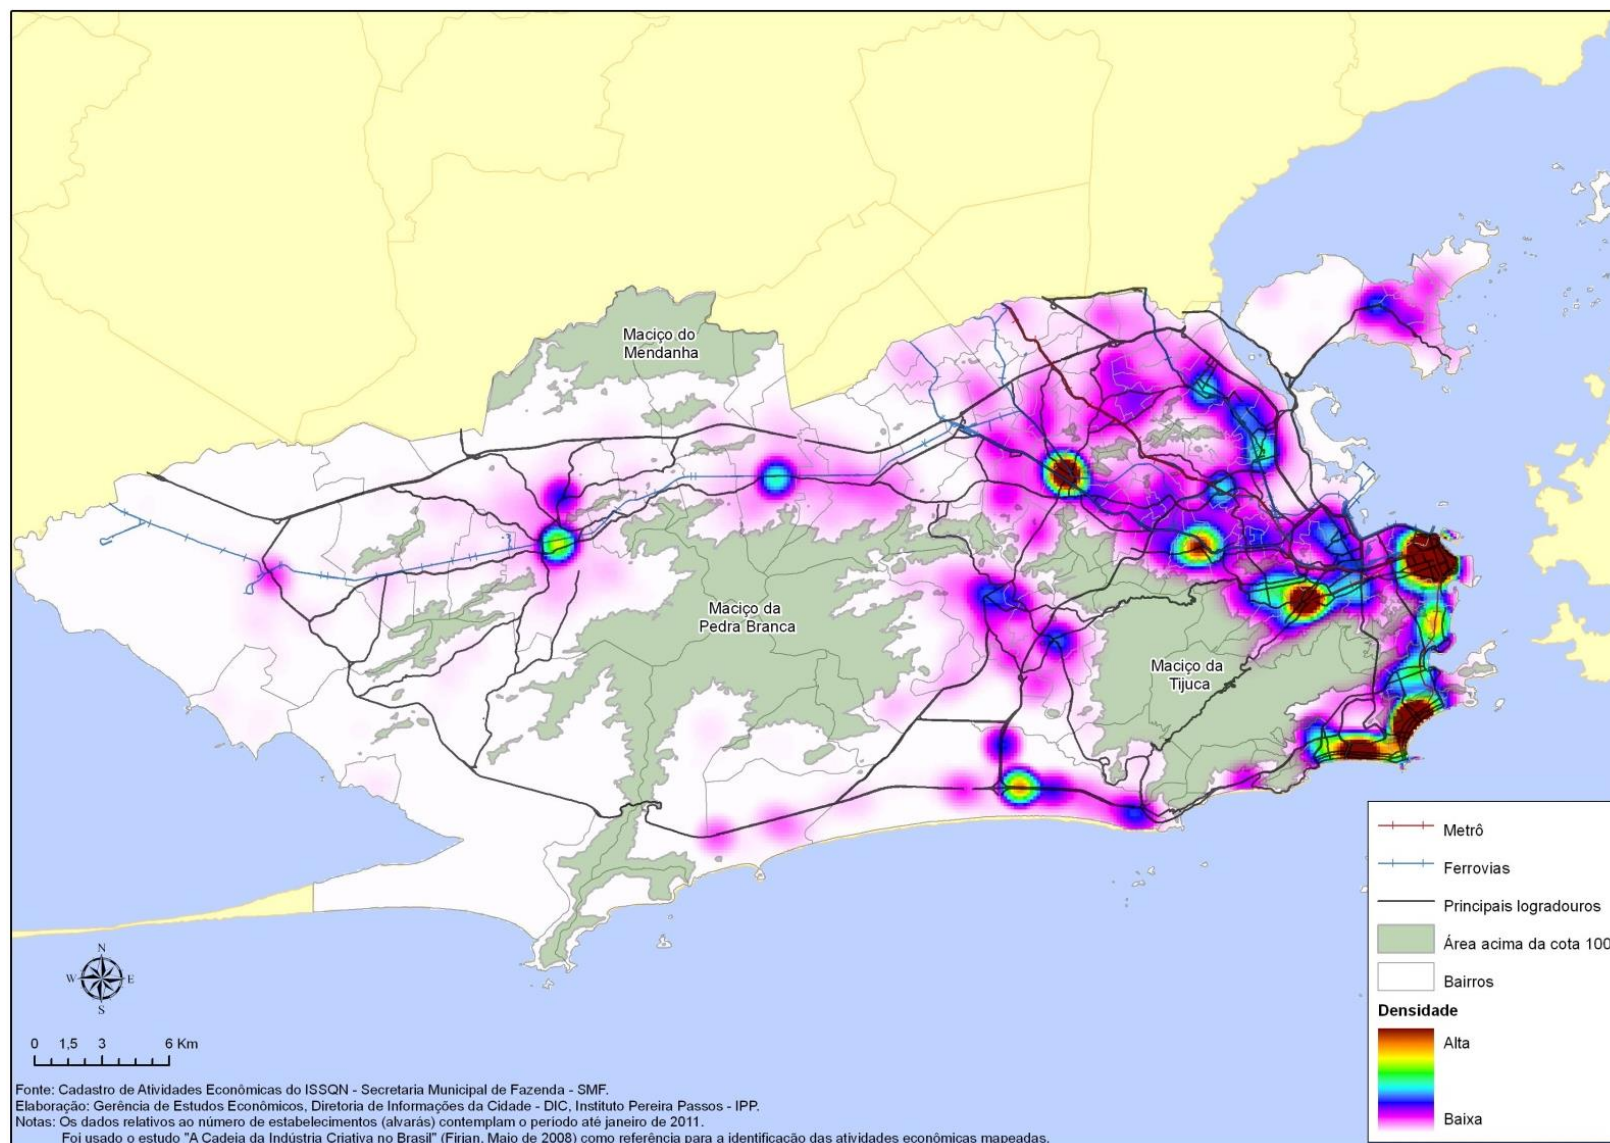 Maciço do
Mendanha
Maciço da
Pedra Branca
Maciço da
Tijuca
Metrô
Ferrovias
Principais logradouros
Área acima da cota 100
Bairros
Densidade
Alta
Baixa
N
W E
S
0 1,5 3 6 Km
Fonte: Cadastro de Atividades Econômicas do ISSQN - Secretaria Municipal de Fazenda - SMF.
Elaboração: Gerência de Estudos Econômicos, Diretoria de Informações da Cidade - DIC, Instituto Pereira Passos - IPP.
Notas: Os dados relativos ao número de estabelecimentos (alvarás) contemplam o período até janeiro de 2011.
Foi usado o estudo "A Cadeia da Indústria Criativa no Brasil" (Firjan, Maio de 2008) como referência para a identificação das atividades econômicas mapeadas.